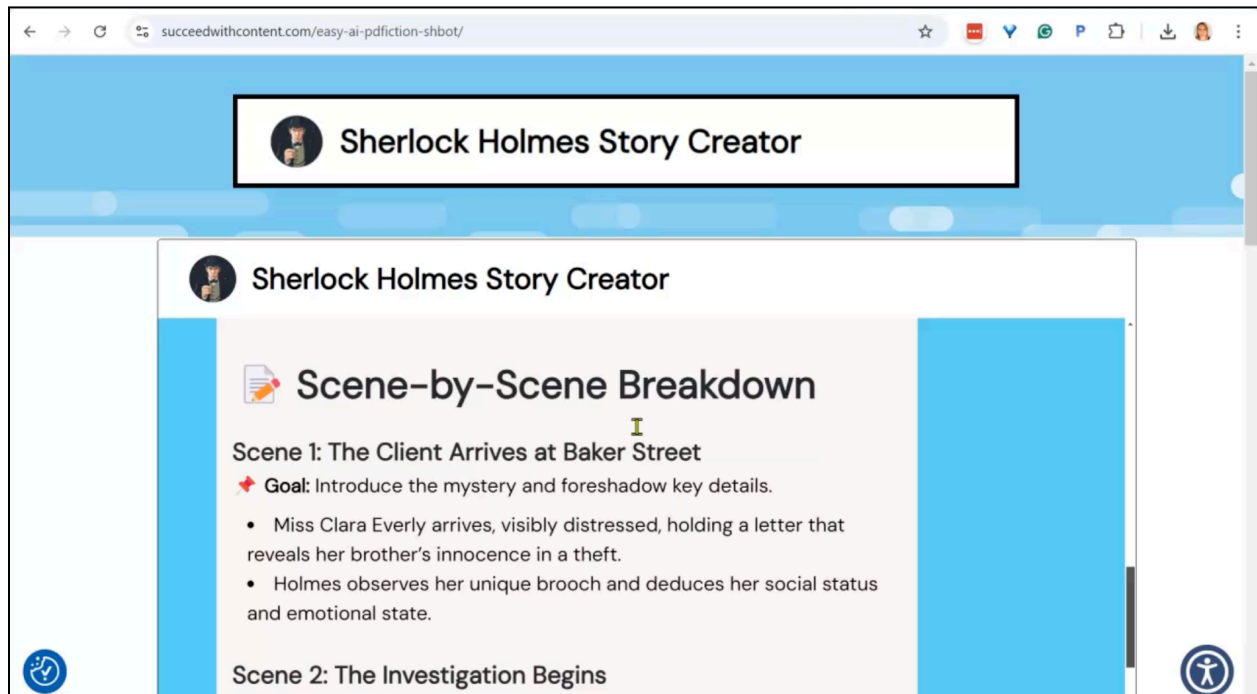 succeedwithcontent.com/easy-ai-pdfiction-shbot/
P
Sherlock Holmes Story Creator
Sherlock Holmes Story Creator
Scene-by-Scene Breakdown
Scene 1: The Client Arrives at Baker Street
Goal: Introduce the mystery and foreshadow key details.
• Miss Clara Everly arrives, visibly distressed, holding a letter that
reveals her brother's innocence in a theft.
• Holmes observes her unique brooch and deduces her social status
and emotional state.
Scene 2: The Investigation Begins